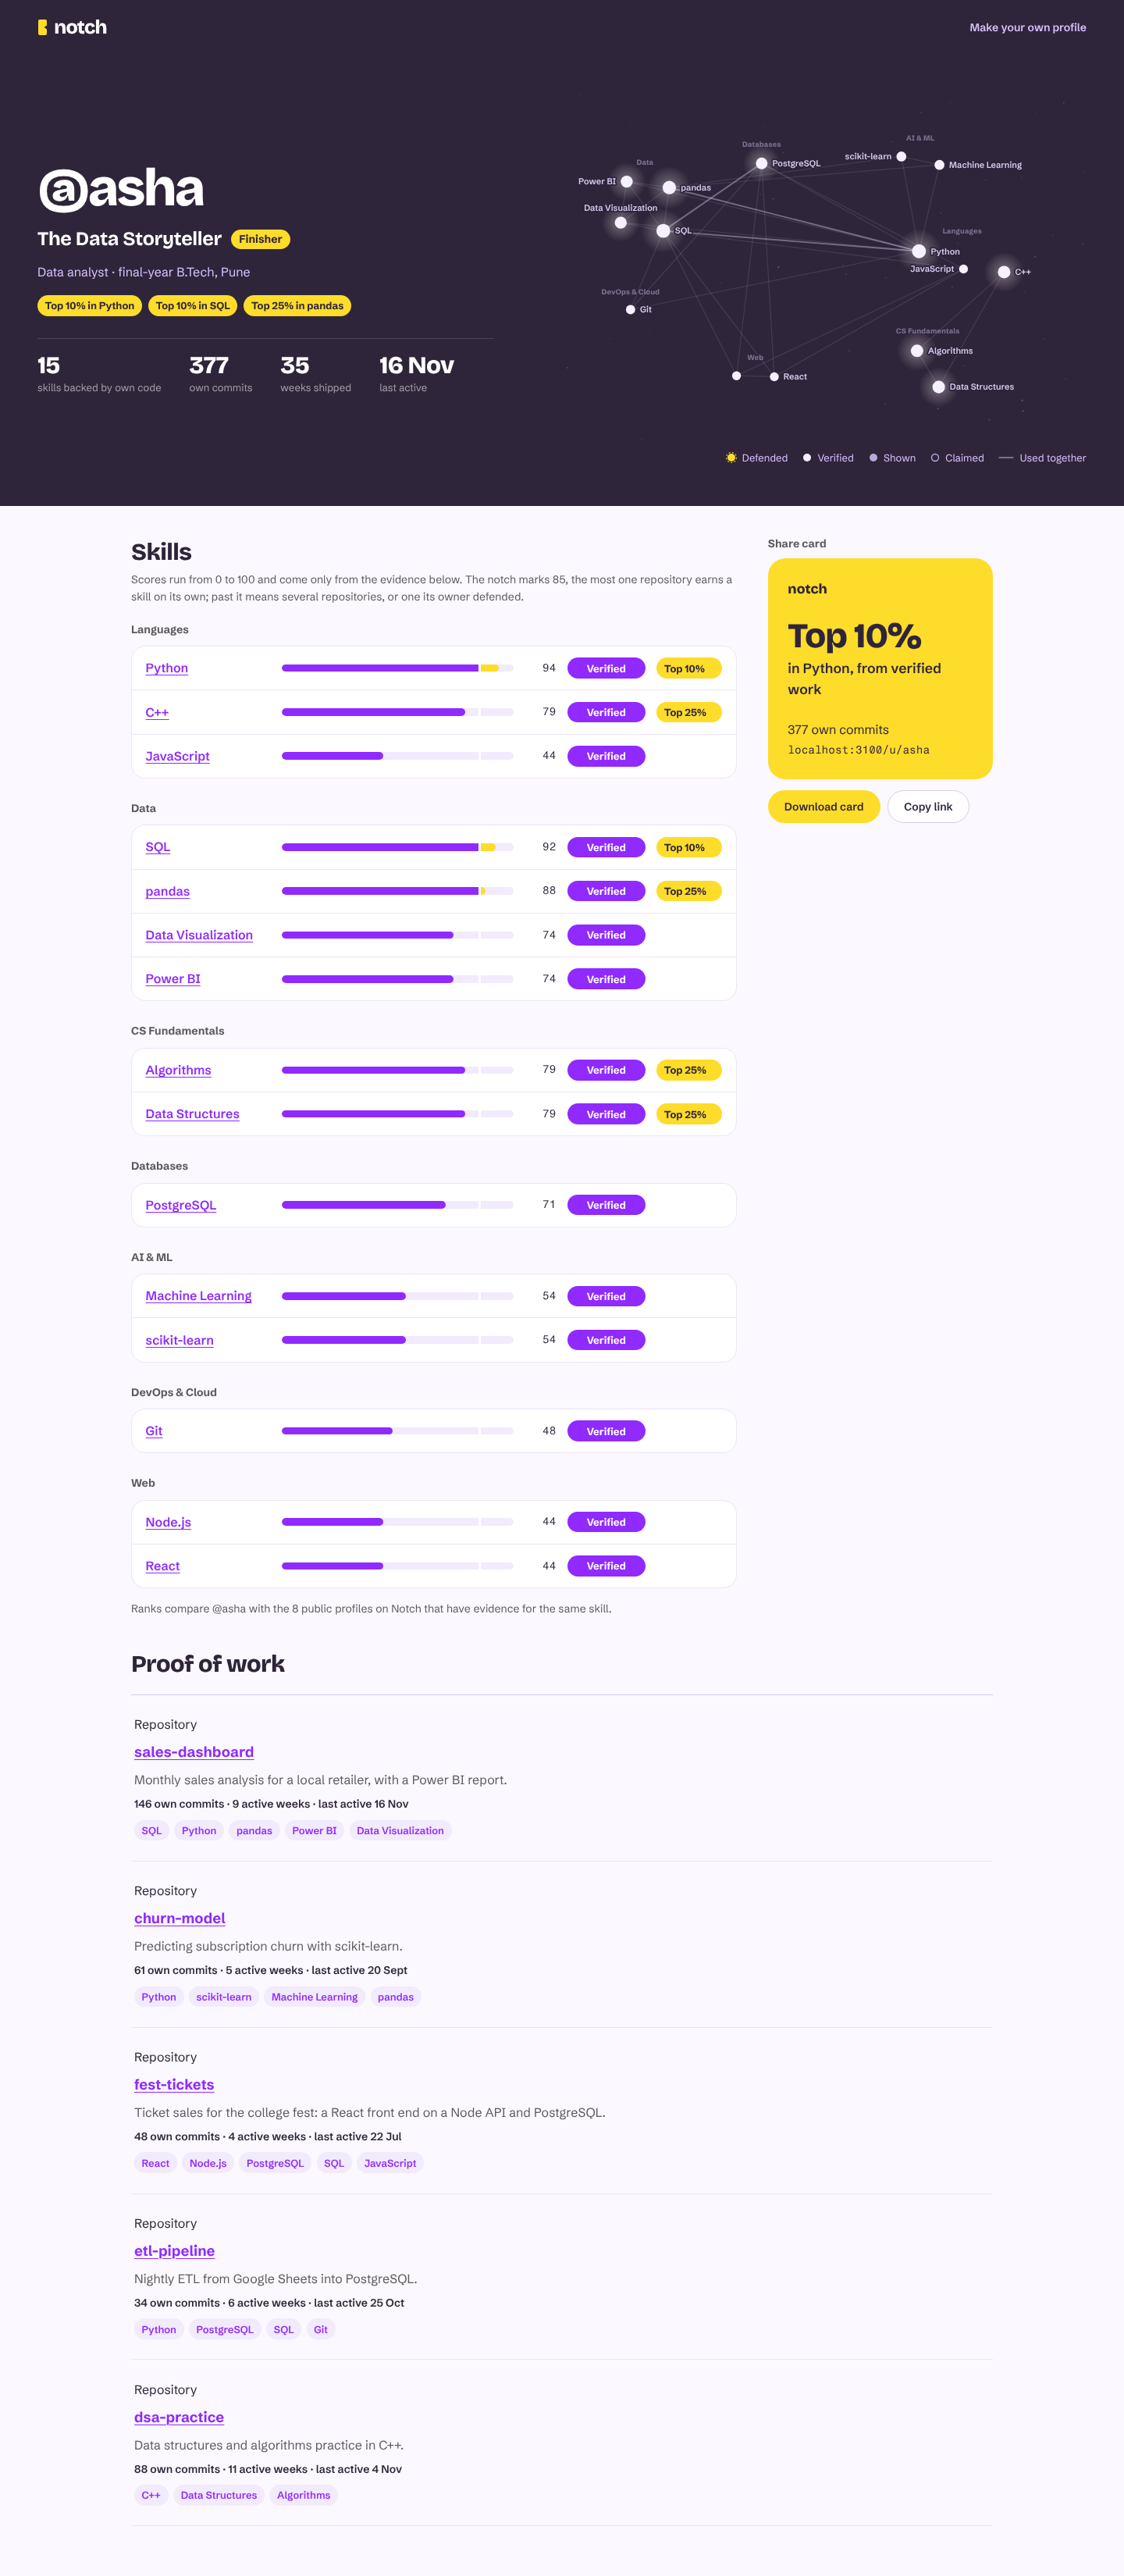 notch
Make your own profile
@asha
The Data Storyteller
Finisher
Data analyst · final-year B.Tech, Pune
Top 10% in Python
Top 10% in SQL
Top 25% in pandas
15
skills backed by own code
377
own commits
35
weeks shipped
16 Nov
last active
AI & ML
Databases
scikit-learn
Machine Learning
PostgreSQL
Data
Power BI
pandas
Data Visualization
SQL
Languages
Python
JavaScript
C++
DevOps & Cloud
Git
CS Fundamentals
Algorithms
Web
React
Data Structures
Defended
Verified
Shown
Claimed
Used together
Skills
Scores run from 0 to 100 and come only from the evidence below. The notch marks 85, the most one repository earns a
skill on its own; past it means several repositories, or one its owner defended.
Languages
Python 94 Verified Top 10%
C++ 79 Verified Top 25%
JavaScript 44 Verified
Data
SQL 92 Verified Top 10%
pandas 88 Verified Top 25%
Data Visualization 74 Verified
Power BI 74 Verified
CS Fundamentals
Algorithms 79 Verified Top 25%
Data Structures 79 Verified Top 25%
Databases
PostgreSQL 71 Verified
AI & ML
Machine Learning 54 Verified
scikit-learn 54 Verified
DevOps & Cloud
Git 48 Verified
Web
Node.js 44 Verified
React 44 Verified
Ranks compare @asha with the 8 public profiles on Notch that have evidence for the same skill.
Share card
notch
Top 10%
in Python, from verified
work
377 own commits
localhost:3100/u/asha
Download card
Copy link
Proof of work
Repository
sales-dashboard
Monthly sales analysis for a local retailer, with a Power BI report.
146 own commits · 9 active weeks · last active 16 Nov
SQL Python pandas Power BI Data Visualization
Repository
churn-model
Predicting subscription churn with scikit-learn.
61 own commits · 5 active weeks · last active 20 Sept
Python scikit-learn Machine Learning pandas
Repository
fest-tickets
Ticket sales for the college fest: a React front end on a Node API and PostgreSQL.
48 own commits · 4 active weeks · last active 22 Jul
React Node.js PostgreSQL SQL JavaScript
Repository
etl-pipeline
Nightly ETL from Google Sheets into PostgreSQL.
34 own commits · 6 active weeks · last active 25 Oct
Python PostgreSQL SQL Git
Repository
dsa-practice
Data structures and algorithms practice in C++.
88 own commits · 11 active weeks · last active 4 Nov
C++ Data Structures Algorithms